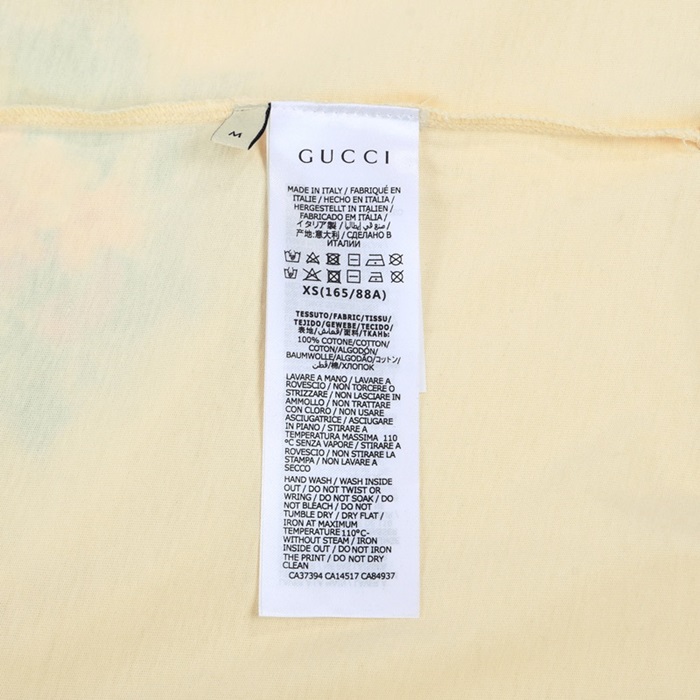 M
GUCCI
MADE IN ITALY / FABRIQUÉ EN
ITALIE / HECHO EN ITALIA /
HERGESTELLT IN ITALIEN /
FABRICADO EM ITÁLIA /
イタリア製 / صنع في إيطاليا /
产地:意大利 / СДЕЛАНО В
ИТАЛИИ
XS(165/88A)
TESSUTO/FABRIC/TISSU/
TEJIDO/GEWEBE/TECIDO/
表地/قماش/面料/ТКАНЬ:
100% COTONE/COTTON/
COTON/ALGODÓN/
BAUMWOLLE/ALGODÃO/コットン/
قطن/棉/ХЛОПОК
LAVARE A MANO / LAVARE A
ROVESCIO / NON TORCERE O
STRIZZARE / NON LASCIARE IN
AMMOLLO / NON TRATTARE
CON CLORO / NON USARE
ASCIUGATRICE / ASCIUGARE
IN PIANO / STIRARE A
TEMPERATURA MASSIMA 110
°C SENZA VAPORE / STIRARE A
ROVESCIO / NON STIRARE LA
STAMPA / NON LAVARE A
SECCO
HAND WASH / WASH INSIDE
OUT / DO NOT TWIST OR
WRING / DO NOT SOAK / DO
NOT BLEACH / DO NOT
TUMBLE DRY / DRY FLAT /
IRON AT MAXIMUM
TEMPERATURE 110°C-
WITHOUT STEAM / IRON
INSIDE OUT / DO NOT IRON
THE PRINT / DO NOT DRY
CLEAN
CA37394 CA14517 CA84937